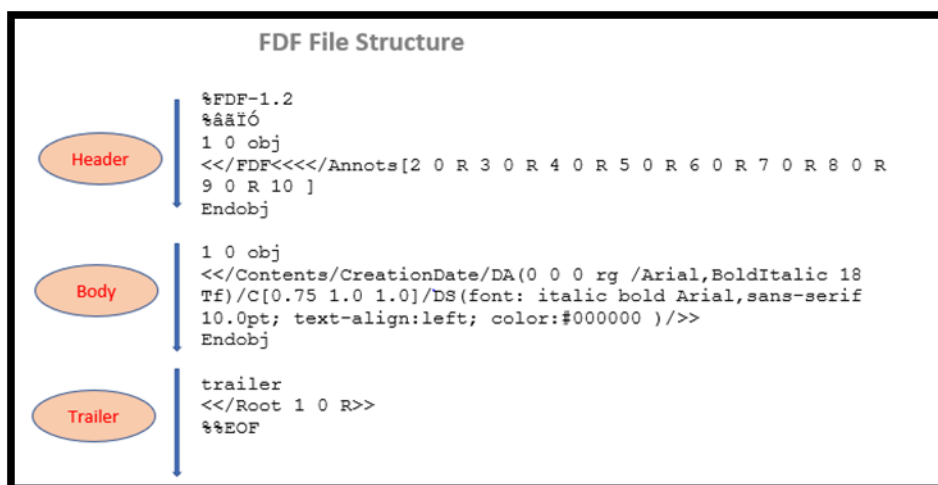 FDF File Structure
%FDF-1.2
%âãÏÓ
Header
1 0 obj
<</FDF<<<</Annots[2 0 R 3 0 R 4 0 R 5 0 R 6 0 R 7 0 R 8 0 R
9 0 R 10 ]
Endobj
1 0 obj
<</Contents/CreationDate/DA(0 0 0 rg /Arial,BoldItalic 18
Body
Tf)/C[0.75 1.0 1.0]/DS(font: italic bold Arial,sans-serif
10.0pt; text-align:left; color:#000000 )/>>
Endobj
trailer
<</Root 1 0 R>>
Trailer
%%EOF